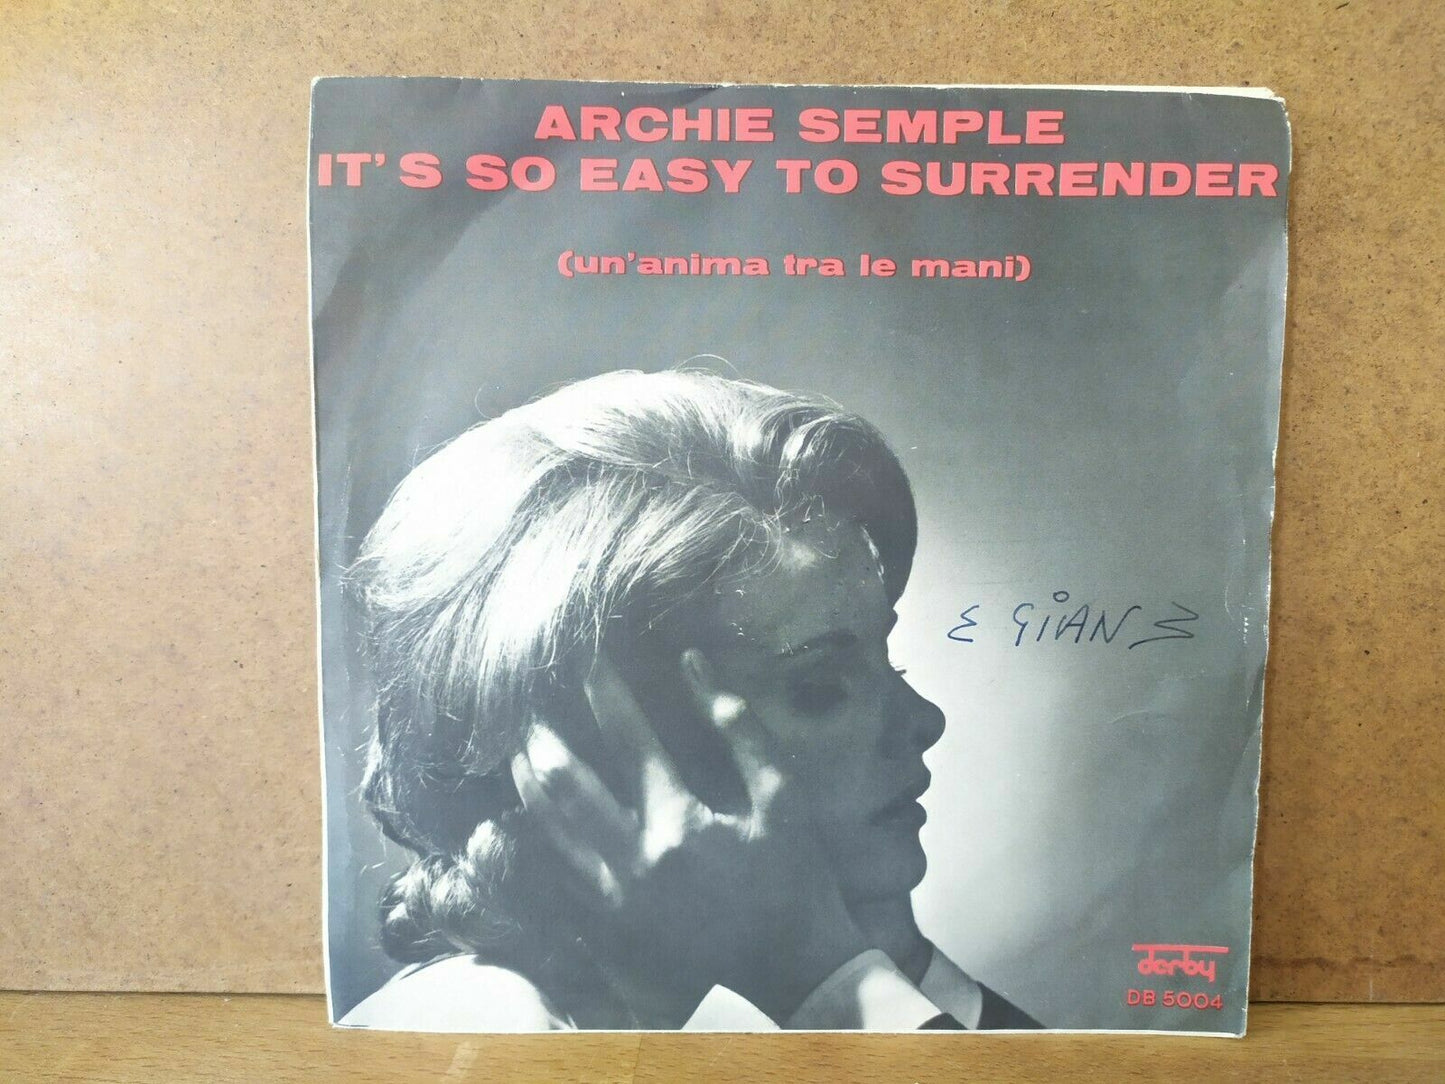 ARCHIE SEMPLE
IT'S SO EASY TO SURRENDER
(un'anima tra le mani)
GIAN
derby
DB 5004